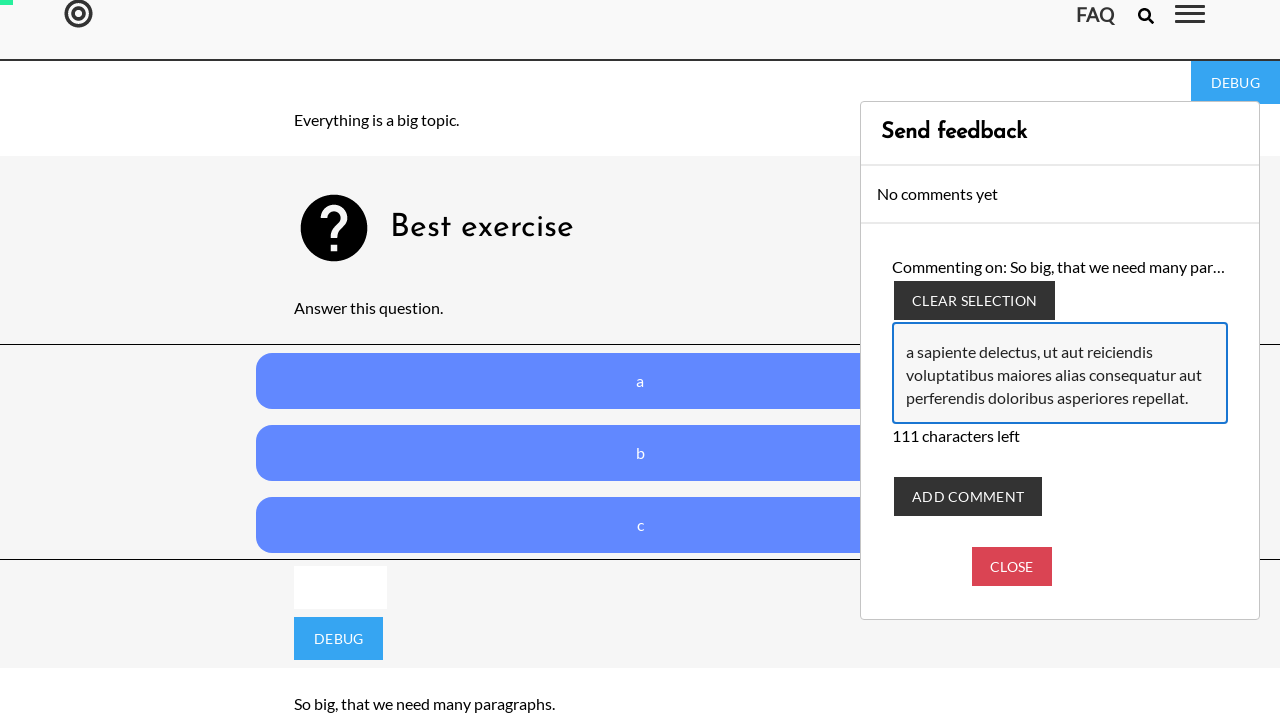 FAQ
DEBUG
Everything is a big topic.
Send feedback
No comments yet
Best exercise
Commenting on: So big, that we need many par…
CLEAR SELECTION
Answer this question.
a sapiente delectus, ut aut reiciendis
voluptatibus maiores alias consequatur aut
perferendis doloribus asperiores repellat.
111 characters left
a
b
c
ADD COMMENT
CLOSE
DEBUG
So big, that we need many paragraphs.